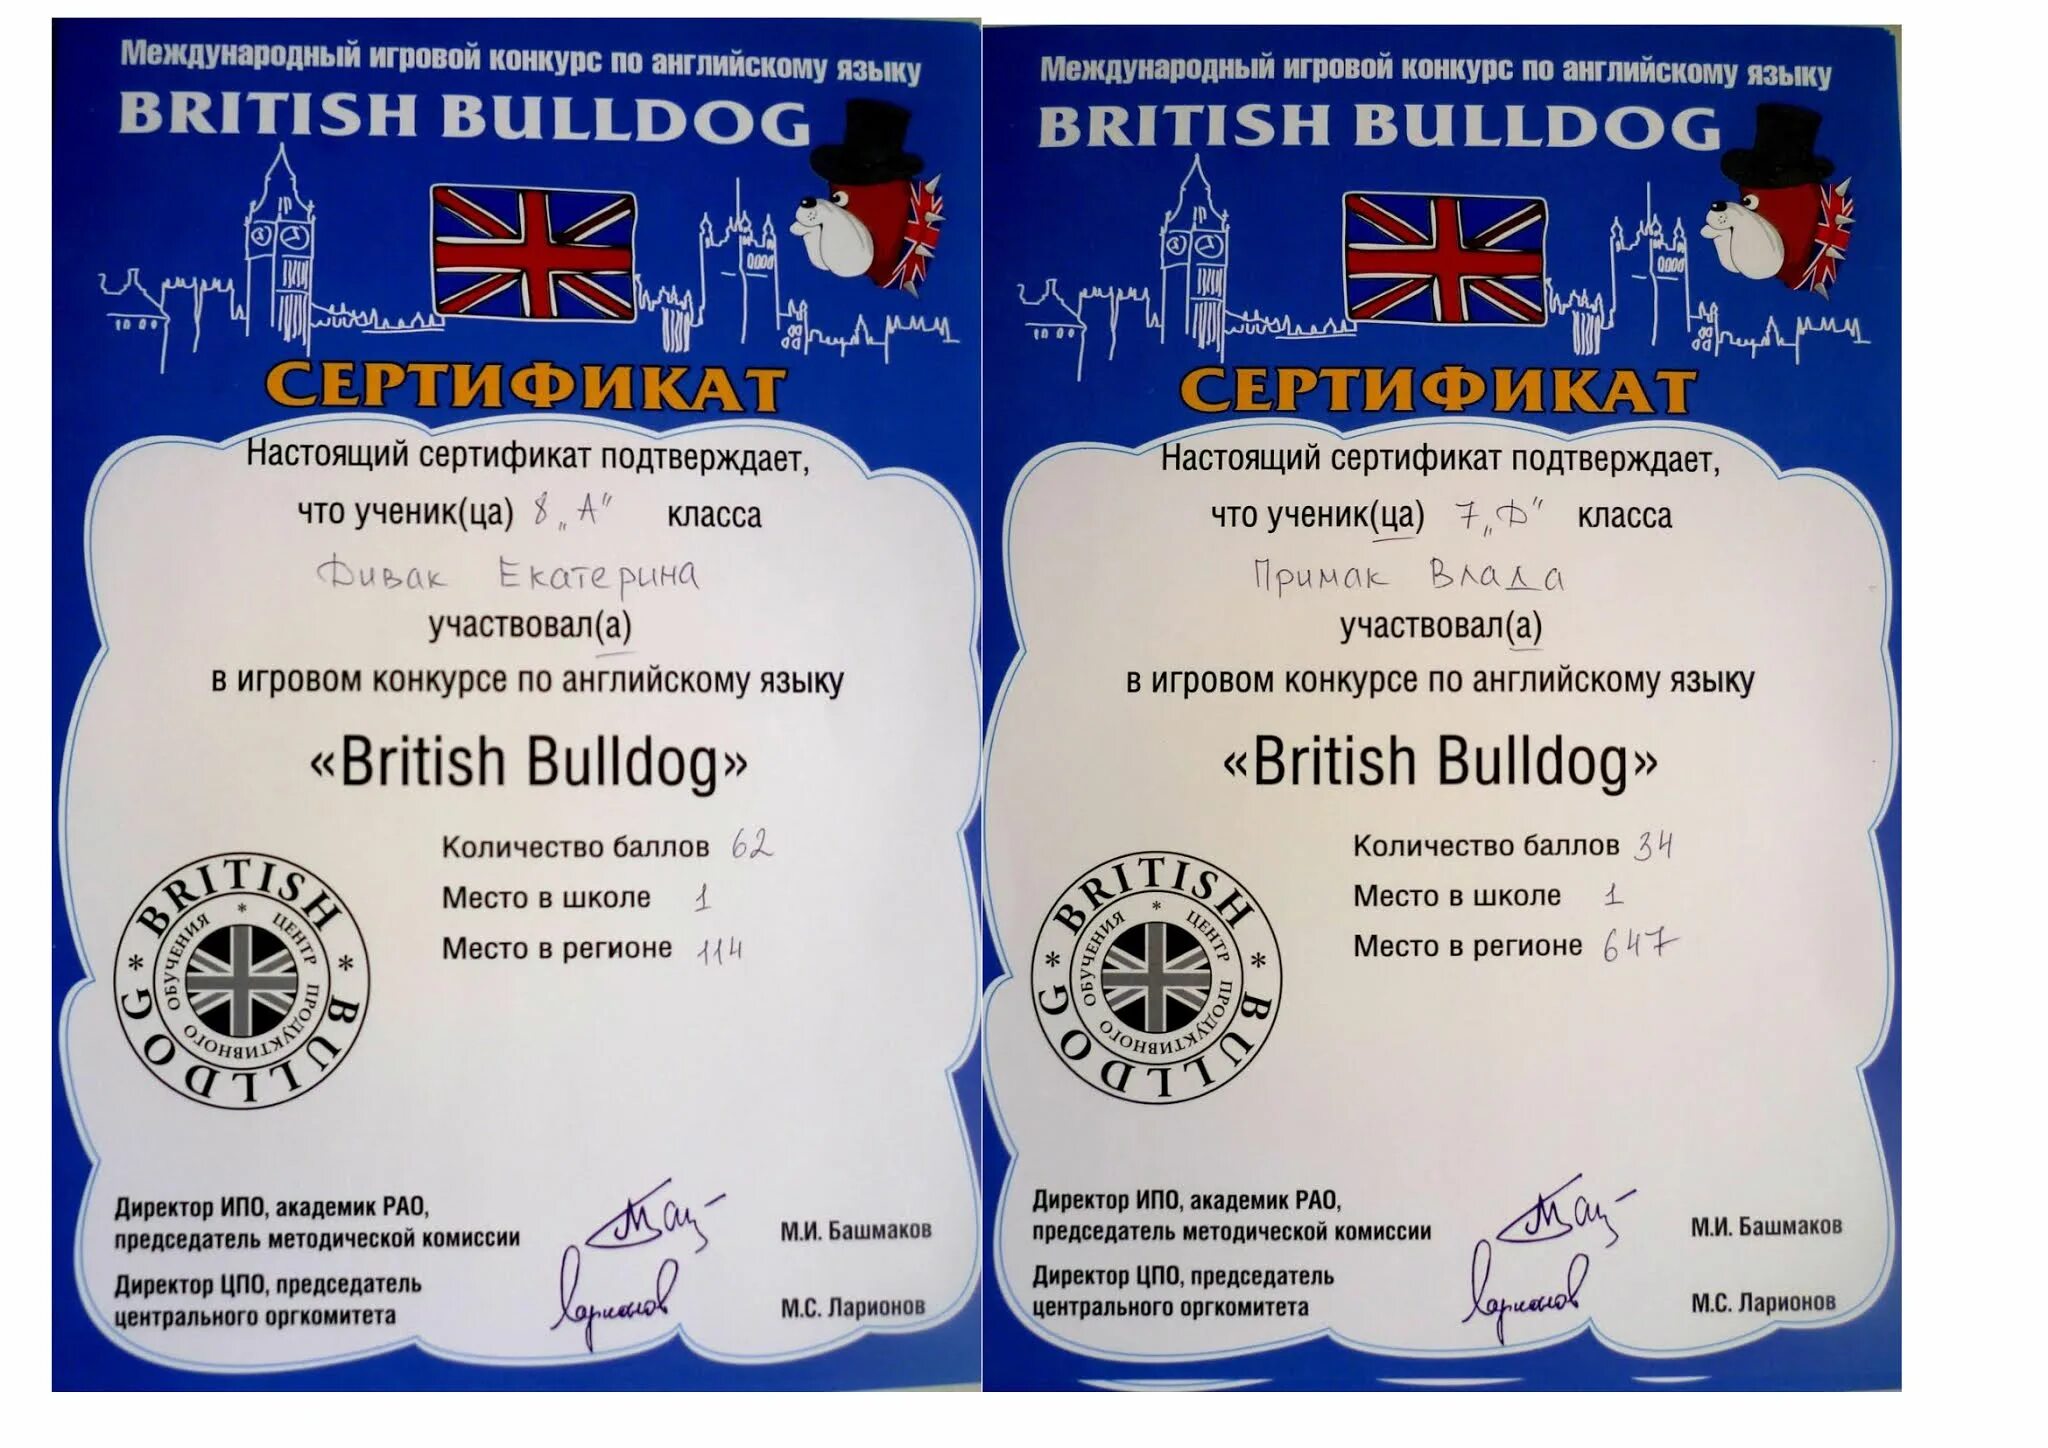 Международный игровой конкурс по английскому языку
BRITISH BULLDOG
СЕРТИФИКАТ
Настоящий сертификат подтверждает,
что ученик(ца) 8 „А" класса
Дивак Екатерина
участвовал(а)
в игровом конкурсе по английскому языку
«British Bulldog»
Количество баллов 62
Место в школе 1
Место в регионе 114
* BRITISH * BULLDOG
* ЦЕНТР ПРОДУКТИВНОГО ОБУЧЕНИЯ
Директор ИПО, академик РАО,
председатель методической комиссии
М.И. Башмаков
Директор ЦПО, председатель
центрального оргкомитета
Ларионов
М.С. Ларионов
Международный игровой конкурс по английскому языку
BRITISH BULLDOG
СЕРТИФИКАТ
Настоящий сертификат подтверждает,
что ученик(ца) 7 „Д" класса
Примак Влада
участвовал(а)
в игровом конкурсе по английскому языку
«British Bulldog»
Количество баллов 34
Место в школе 1
Место в регионе 647
* BRITISH * BULLDOG
* ЦЕНТР ПРОДУКТИВНОГО ОБУЧЕНИЯ
Директор ИПО, академик РАО,
председатель методической комиссии
М.И. Башмаков
Директор ЦПО, председатель
центрального оргкомитета
Ларионов
М.С. Ларионов